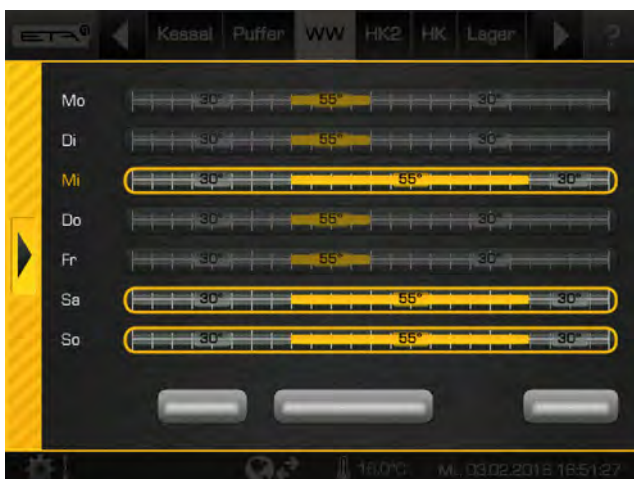 ETA® Kessel Puffer WW HK2 HK Lager ?
Mo 30° 55° 30°
Di 30° 55° 30°
Mi 30° 55° 30°
Do 30° 55° 30°
Fr 30° 55° 30°
Sa 30° 55° 30°
So 30° 55° 30°
16,0°C Mi., 03.02.2016 18:51:27